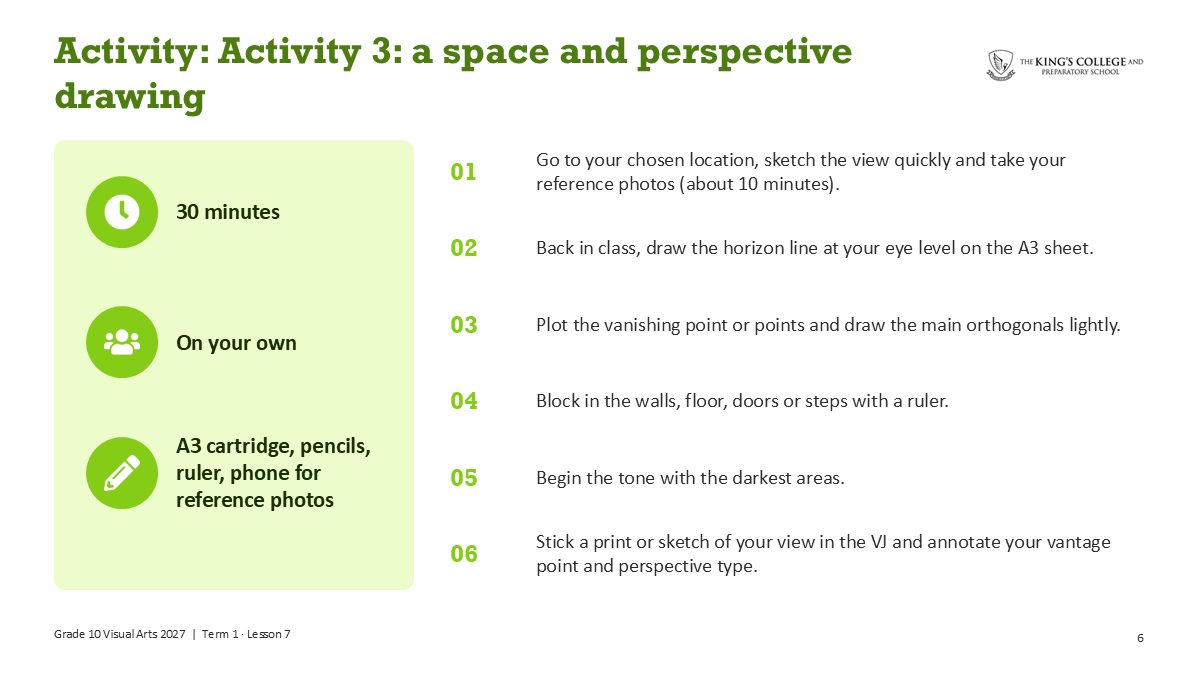 Activity: Activity 3: a space and perspective
drawing
THE KING'S COLLEGE AND
PREPARATORY SCHOOL
30 minutes
On your own
A3 cartridge, pencils,
ruler, phone for
reference photos
01
Go to your chosen location, sketch the view quickly and take your
reference photos (about 10 minutes).
02
Back in class, draw the horizon line at your eye level on the A3 sheet.
03
Plot the vanishing point or points and draw the main orthogonals lightly.
04
Block in the walls, floor, doors or steps with a ruler.
05
Begin the tone with the darkest areas.
06
Stick a print or sketch of your view in the VJ and annotate your vantage
point and perspective type.
Grade 10 Visual Arts 2027 | Term 1 · Lesson 7
6